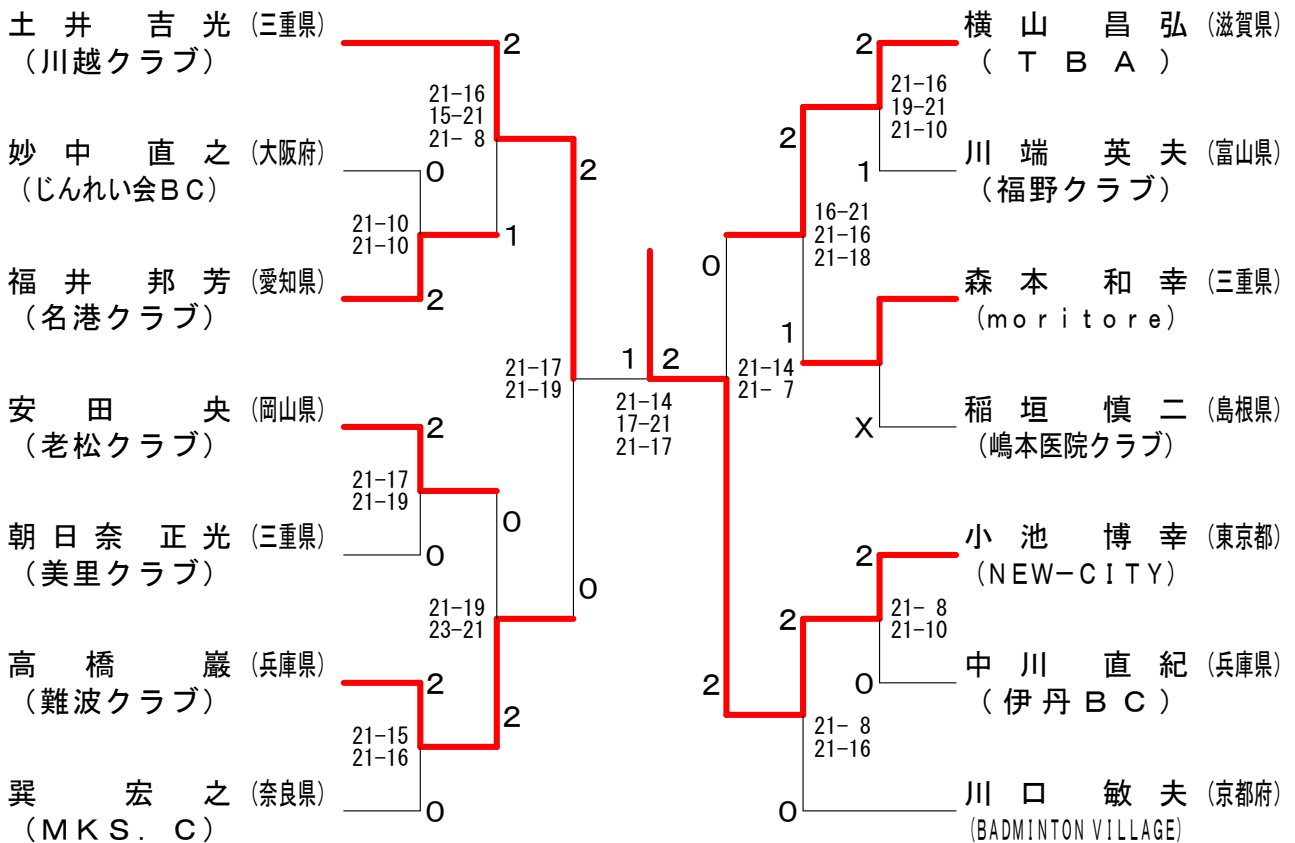 土井 吉光 (三重県)
(川越クラブ)
2
21-16
15-21
21- 8
妙中 直之 (大阪府)
(じんれい会BC)
0
21-10
21-10
1
福井 邦芳 (愛知県)
(名港クラブ)
2
2
21-17
21-19
安田 央 (岡山県)
(老松クラブ)
2
21-17
21-19
0
朝日奈 正光 (三重県)
(美里クラブ)
0
21-19
23-21
0
高橋 巖 (兵庫県)
(難波クラブ)
2
21-15
21-16
2
巽 宏之 (奈良県)
(MKS. C)
0
1
2
21-14
17-21
21-17
横山 昌弘 (滋賀県)
(TBA)
2
21-16
19-21
21-10
2
川端 英夫 (富山県)
(福野クラブ)
1
16-21
21-16
21-18
0
森本 和幸 (三重県)
(moritore)
1
21-14
21- 7
稲垣 慎二 (島根県)
(嶋本医院クラブ)
X
小池 博幸 (東京都)
(NEW-CITY)
2
21- 8
21-10
2
中川 直紀 (兵庫県)
(伊丹BC)
0
2
21- 8
21-16
川口 敏夫 (京都府)
(BADMINTON VILLAGE)
0